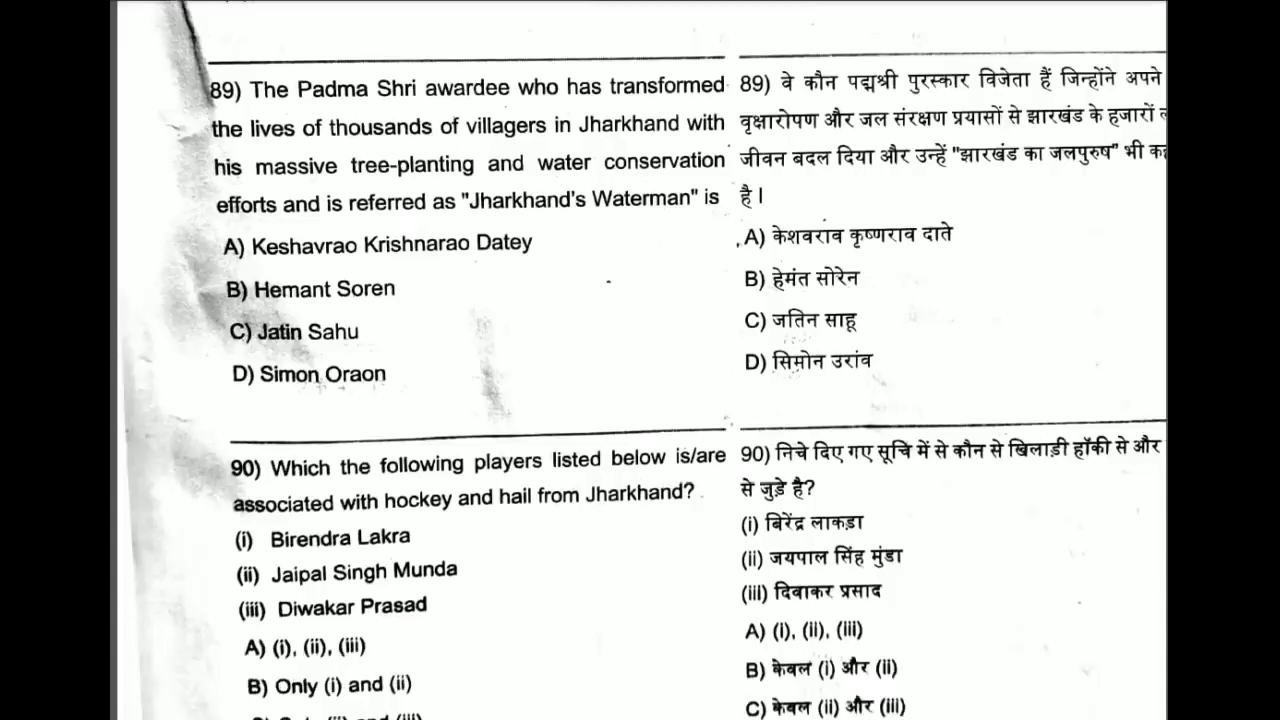 89) The Padma Shri awardee who has transformed
the lives of thousands of villagers in Jharkhand with
his massive tree-planting and water conservation
efforts and is referred as "Jharkhand's Waterman" is
A) Keshavrao Krishnarao Datey
B) Hemant Soren
C) Jatin Sahu
D) Simon Oraon
90) Which the following players listed below is/are
associated with hockey and hail from Jharkhand?
(i) Birendra Lakra
(ii) Jaipal Singh Munda
(iii) Diwakar Prasad
A) (i), (ii), (iii)
B) Only (i) and (ii)
89) वे कौन पद्मश्री पुरस्कार विजेता हैं जिन्होंने अपने
वृक्षारोपण और जल संरक्षण प्रयासों से झारखंड के हजारों
जीवन बदल दिया और उन्हें "झारखंड का जलपुरुष" भी
है।
A) केशवराव कृष्णराव दाते
B) हेमंत सोरेन
C) जतिन साहू
D) सिमोन उरांव
90) निचे दिए गए सूचि में से कौन से खिलाडी हॉकी से और
से जुड़े है?
(i) बिरेंद्र लाकड़ा
(ii) जयपाल सिंह मुंडा
(iii) दिवाकर प्रसाद
A) (i), (ii), (iii)
B) केवल (i) और (ii)
C) केवल (ii) और (iii)